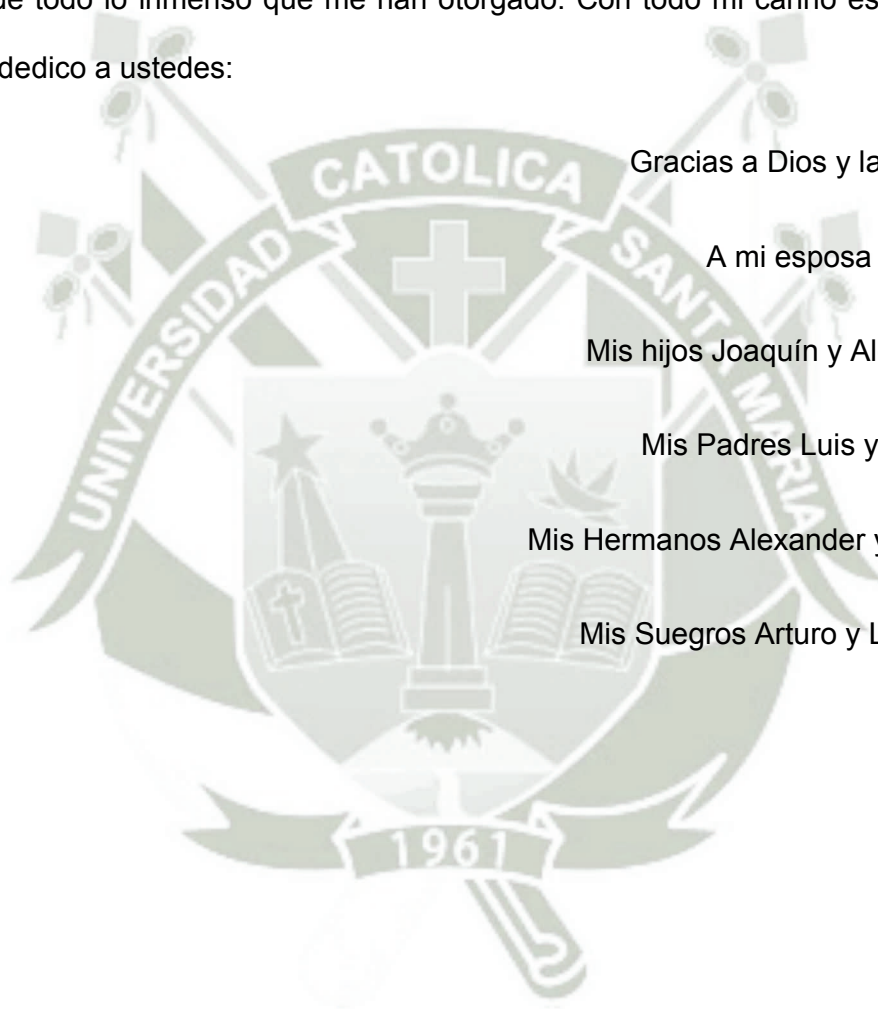 de todo lo inmenso que me han otorgado. Con todo mi cariño es
dedico a ustedes:
Gracias a Dios y la
A mi esposa
Mis hijos Joaquín y Al
Mis Padres Luis y
Mis Hermanos Alexander y
Mis Suegros Arturo y L
UNIVERSIDAD CATOLICA SANTA MARIA
1961